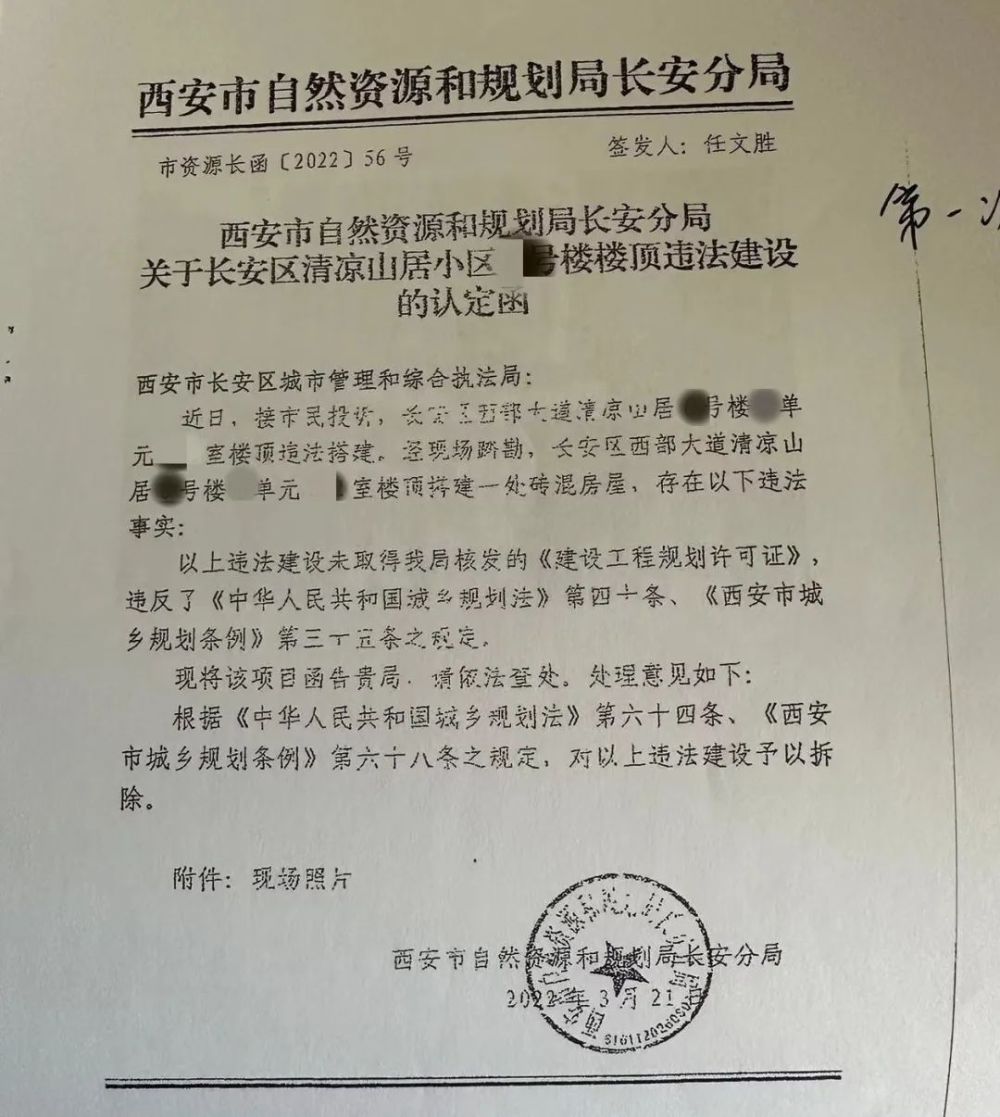 西安市自然资源和规划局长安分局
市资源长函〔2022〕56号
签发人：任文胜
第一次
西安市自然资源和规划局长安分局
关于长安区清凉山居小区 号楼楼顶违法建设
的认定函
西安市长安区城市管理和综合执法局：
近日，接市民投诉，长安区西部大道清凉山居 号楼 单
元 室楼顶违法搭建。经现场踏勘，长安区西部大道清凉山
居 号楼 单元 室楼顶搭建一处砖混房屋，存在以下违法
事实：
以上违法建设未取得我局核发的《建设工程规划许可证》，
违反了《中华人民共和国城乡规划法》第四十条、《西安市城
乡规划条例》第三十五条之规定。
现将该项目函告贵局，请依法查处。处理意见如下：
根据《中华人民共和国城乡规划法》第六十四条、《西安
市城乡规划条例》第六十八条之规定，对以上违法建设予以拆
除。
附件：现场照片
西安市自然资源和规划局长安分局
2022年3月21